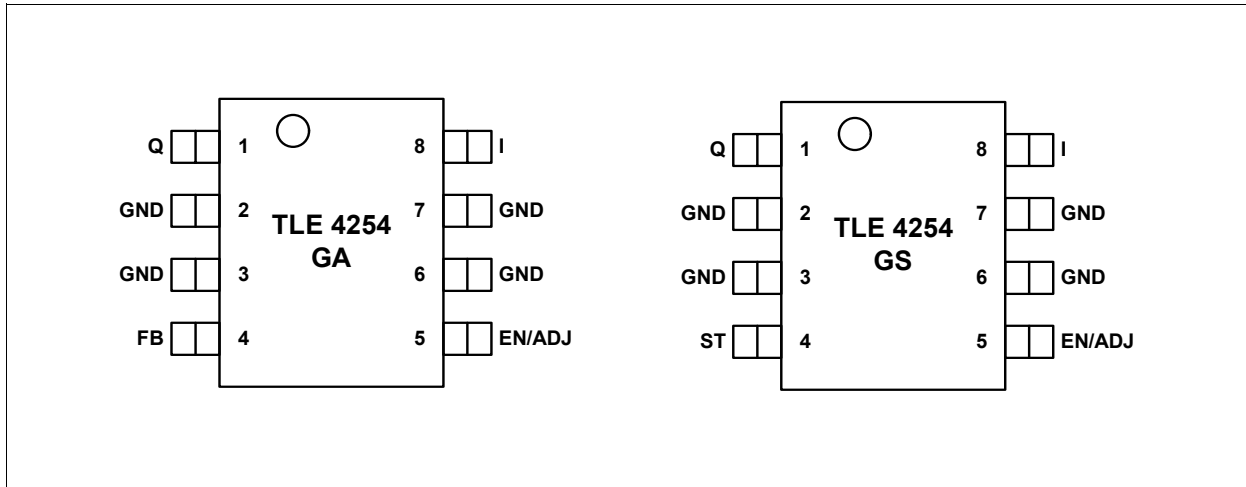 Q 1 8 I
GND 2 7 GND
TLE 4254
GA
GND 3 6 GND
FB 4 5 EN/ADJ
Q 1 8 I
GND 2 7 GND
TLE 4254
GS
GND 3 6 GND
ST 4 5 EN/ADJ